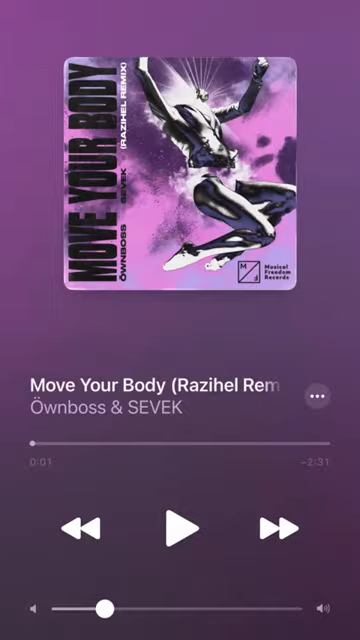 MOVE YOUR BODY
(RAZIHEL REMIX)
ÖWNBOSS SEVEK
M
F
Musical
Freedom
Records
Move Your Body (Razihel Rem
Öwnboss & SEVEK
0:01
-2:31